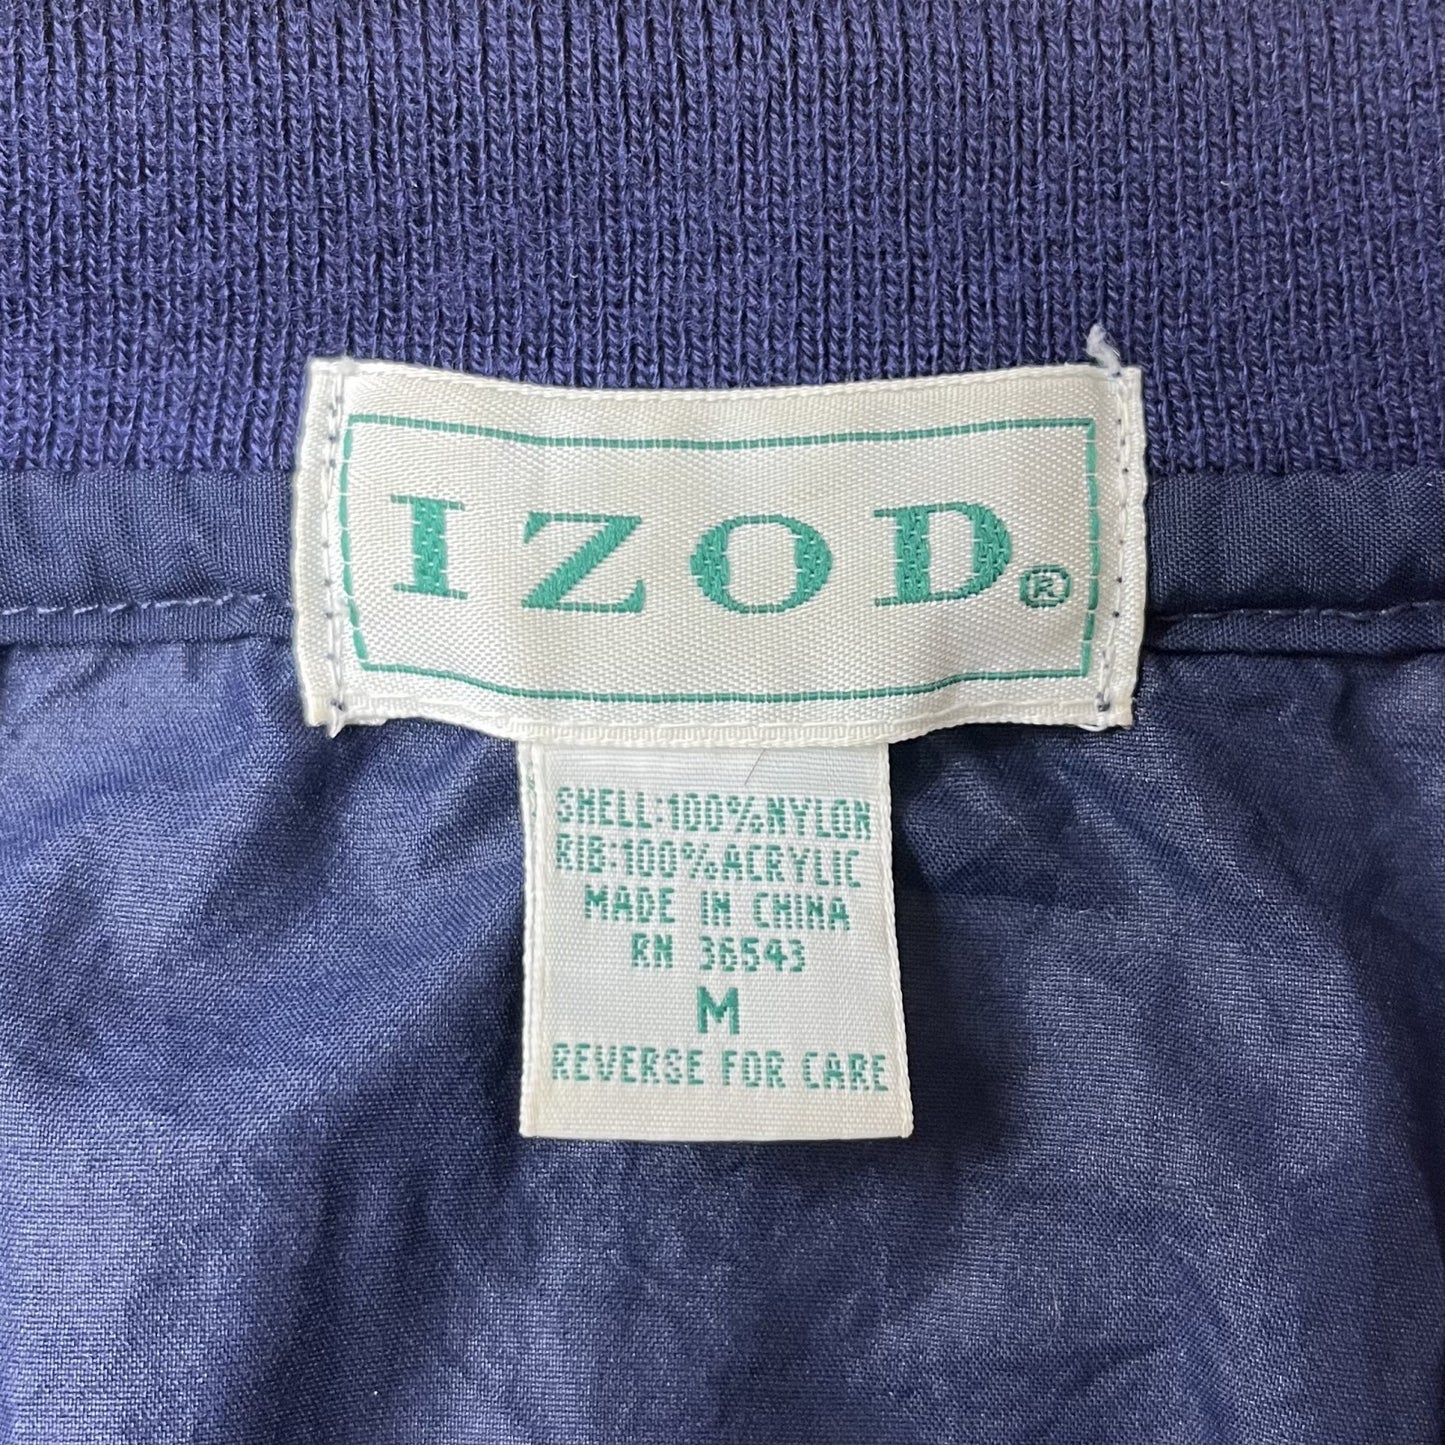 IZOD®
SHELL:100%NYLON
RIB:100%ACRYLIC
MADE IN CHINA
RN 36543
M
REVERSE FOR CARE